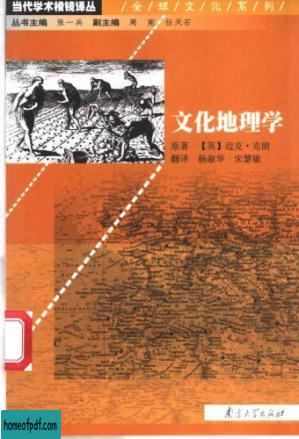 当代学术棱镜译丛
/全/球/文/化/系/列/
丛书主编 张一兵 副主编 周 宪 任天石
文化地理学
原著 【英】迈克·克朗
翻译 杨淑华 宋慧敏
南京大学出版社
homeofpdf.com